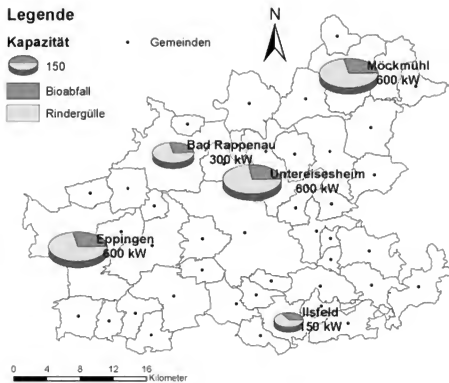 Legende
N
Kapazität
Gemeinden
150
Bioabfall
Rindergülle
Möckmühl
600 kW
Bad Rappenau
300 kW
Untereisesheim
600 kW
Eppingen
600 kW
Ilsfeld
150 kW
0 4 8 12 16
Kilometer